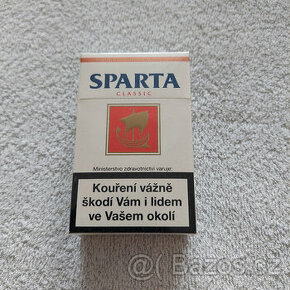 SPARTA
CLASSIC
Ministerstvo zdravotnictví varuje:
Kouření vážně
škodí Vám i lidem
ve Vašem okolí
@Bazos.cz